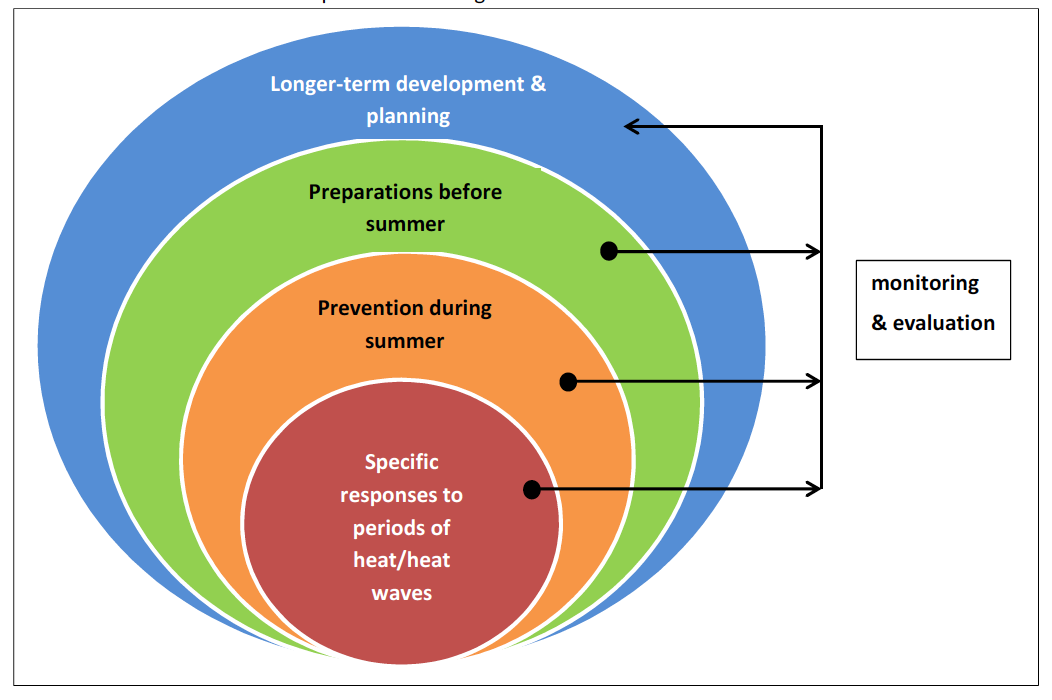 Longer-term development &
planning
Preparations before
summer
Prevention during
summer
monitoring
& evaluation
Specific
responses to
periods of
heat/heat
waves